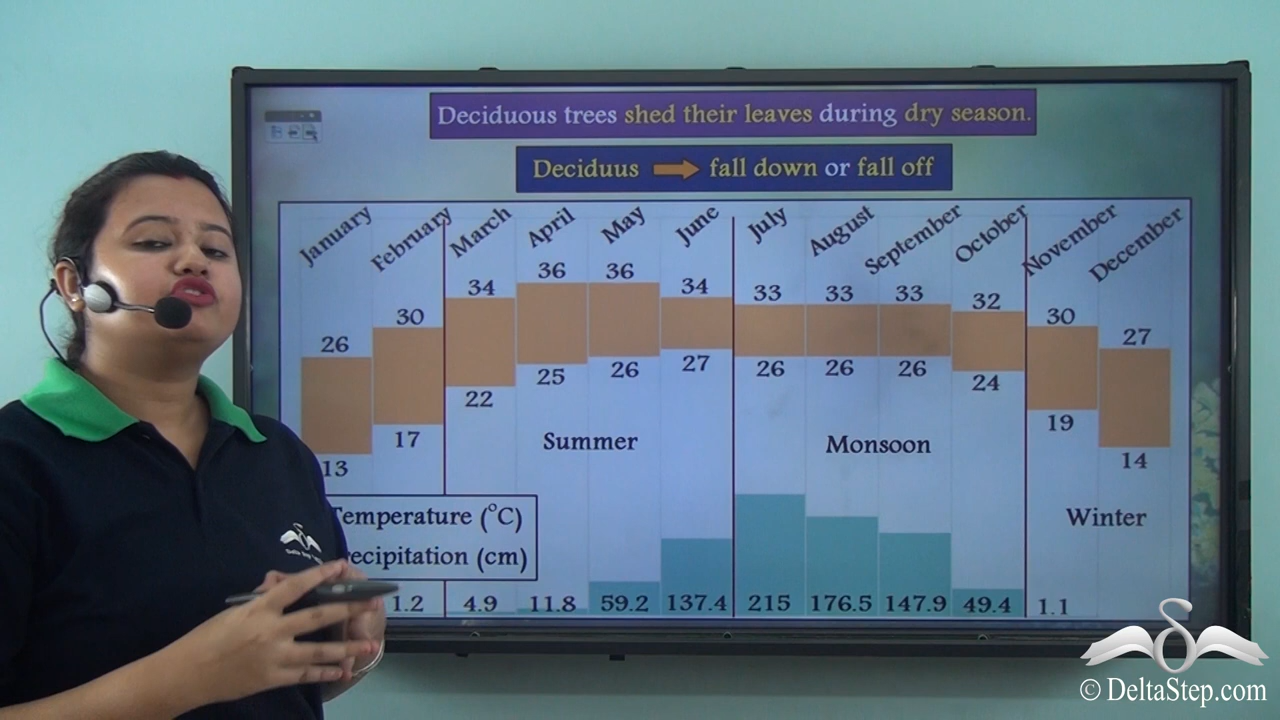 Deciduous trees shed their leaves during dry season.
Deciduus fall down or fall off
January February March April May June July August September October November December
26 30 34 36 36 34 33 33 33 32 30 27
13 17 22 25 26 27 26 26 26 24 19 14
Summer Monsoon Winter
Temperature (°C)
recipitation (cm)
1.2 4.9 11.8 59.2 137.4 215 176.5 147.9 49.4 1.1
© DeltaStep.com